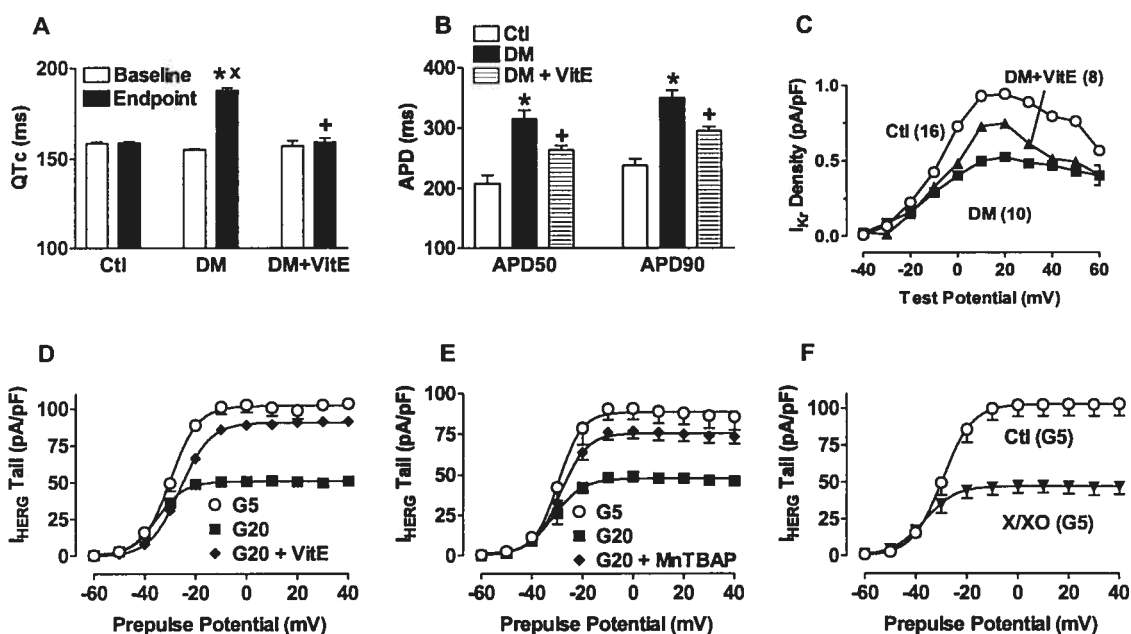 A
QTc (ms)
200
150
100
Baseline
Endpoint
* x
+
Ctl
DM
DM+VitE
B
APD (ms)
400
300
200
100
Ctl
DM
DM + VitE
*
+
*
+
APD50
APD90
C
IKr Density (pA/pF)
1.0
0.5
0.0
DM+VitE (8)
Ctl (16)
DM (10)
-40 -20 0 20 40 60
Test Potential (mV)
D
IHERG Tail (pA/pF)
100
75
50
25
0
G5
G20
G20 + VitE
-60 -40 -20 0 20 40
Prepulse Potential (mV)
E
IHERG Tail (pA/pF)
100
75
50
25
0
G5
G20
G20 + MnTBAP
-60 -40 -20 0 20 40
Prepulse Potential (mV)
F
IHERG Tail (pA/pF)
100
75
50
25
0
Ctl (G5)
X/XO (G5)
-60 -40 -20 0 20 40
Prepulse Potential (mV)